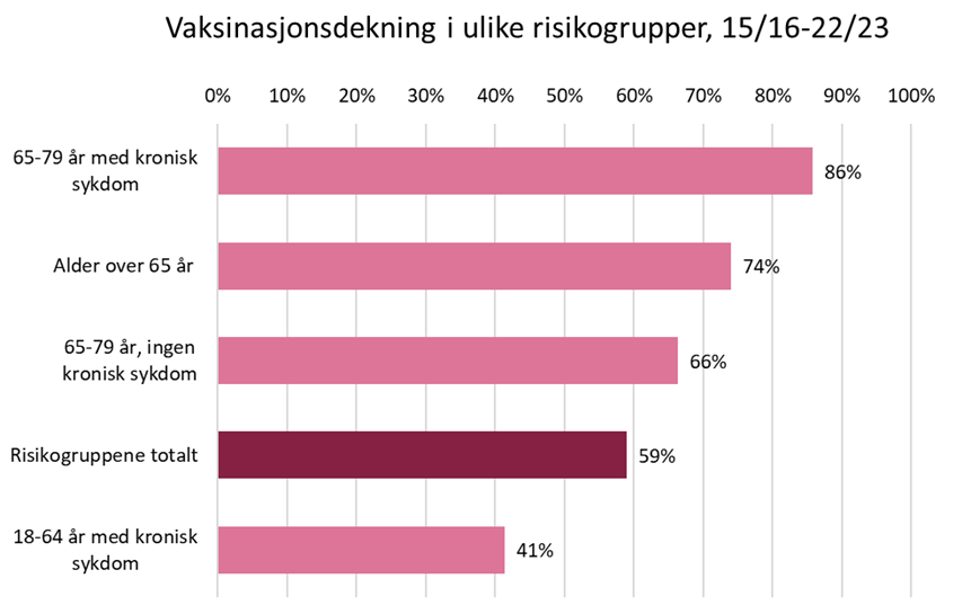 Vaksinasjonsdekning i ulike risikogrupper, 15/16-22/23
0% 10% 20% 30% 40% 50% 60% 70% 80% 90% 100%
65-79 år med kronisk
sykdom
86%
Alder over 65 år
74%
65-79 år, ingen
kronisk sykdom
66%
Risikogruppene totalt
59%
18-64 år med kronisk
sykdom
41%